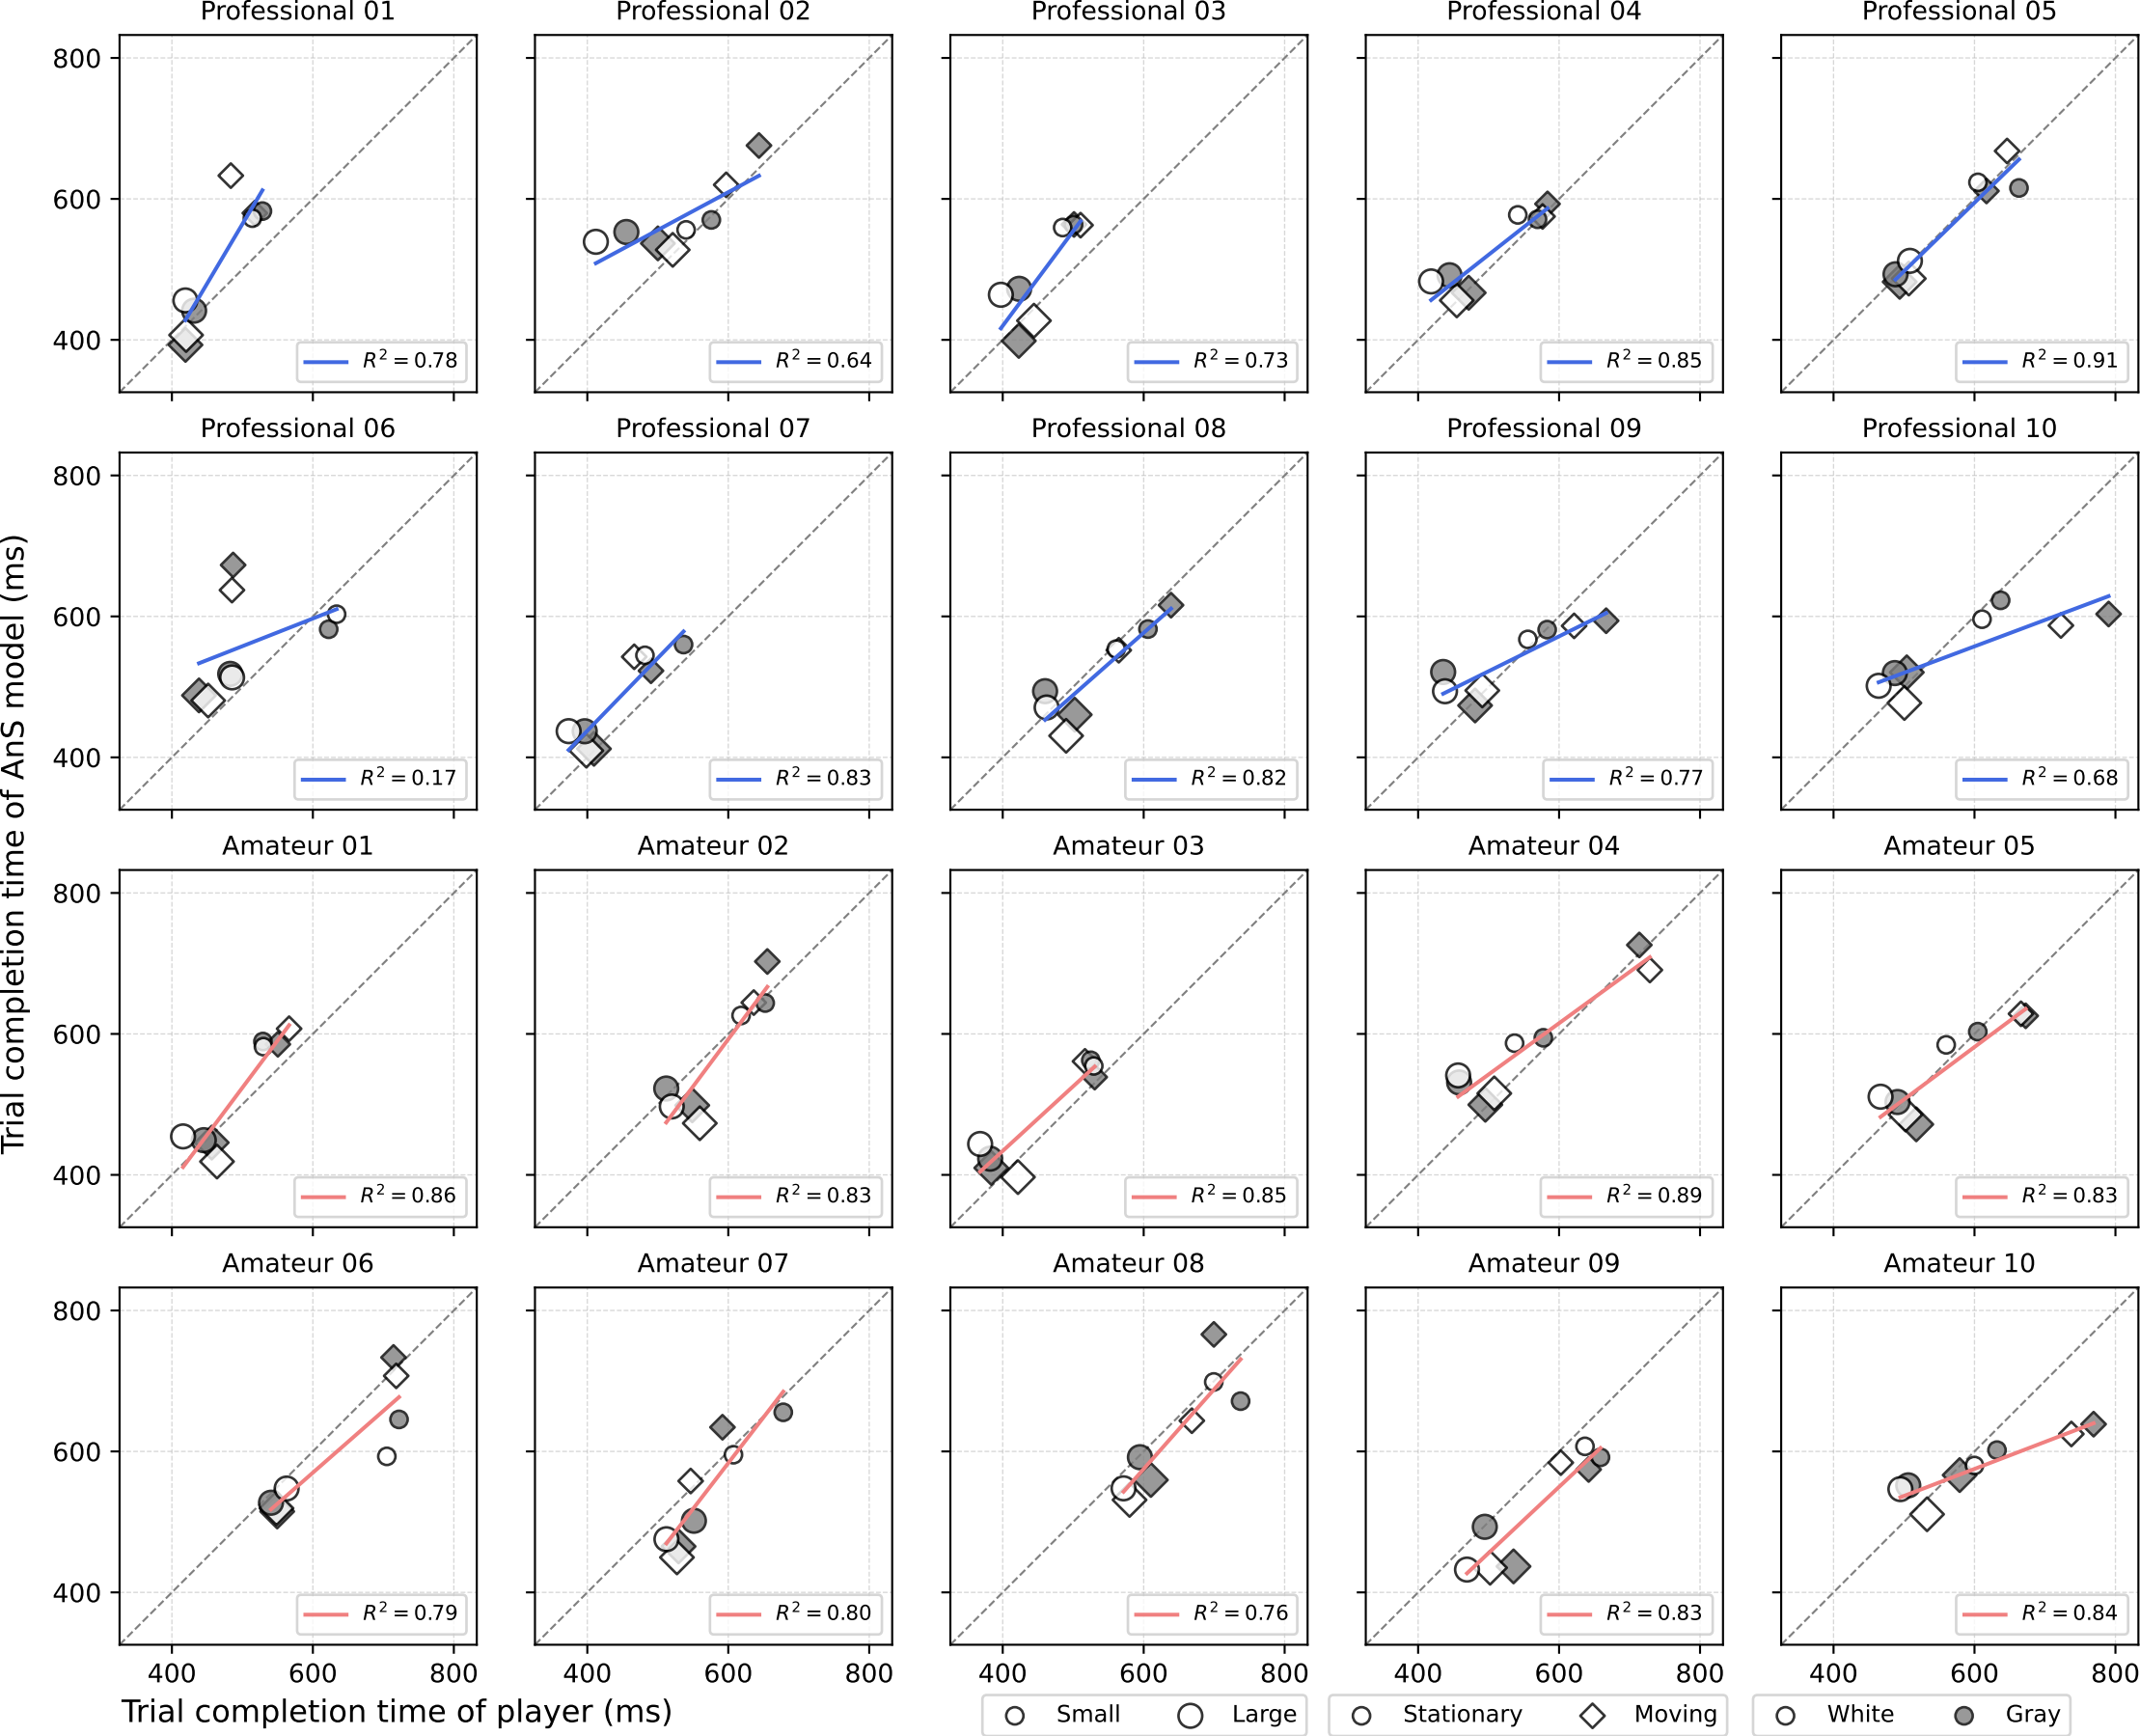 Professional 01 Professional 02 Professional 03 Professional 04 Professional 05
800
600
400
R² = 0.78 R² = 0.64 R² = 0.73 R² = 0.85 R² = 0.91
Professional 06 Professional 07 Professional 08 Professional 09 Professional 10
800
600
400
R² = 0.17 R² = 0.83 R² = 0.82 R² = 0.77 R² = 0.68
Trial completion time of AnS model (ms)
Amateur 01 Amateur 02 Amateur 03 Amateur 04 Amateur 05
800
600
400
R² = 0.86 R² = 0.83 R² = 0.85 R² = 0.89 R² = 0.83
Amateur 06 Amateur 07 Amateur 08 Amateur 09 Amateur 10
800
600
400
R² = 0.79 R² = 0.80 R² = 0.76 R² = 0.83 R² = 0.84
400 600 800 400 600 800 400 600 800 400 600 800 400 600 800
Trial completion time of player (ms) Small Large Stationary Moving White Gray